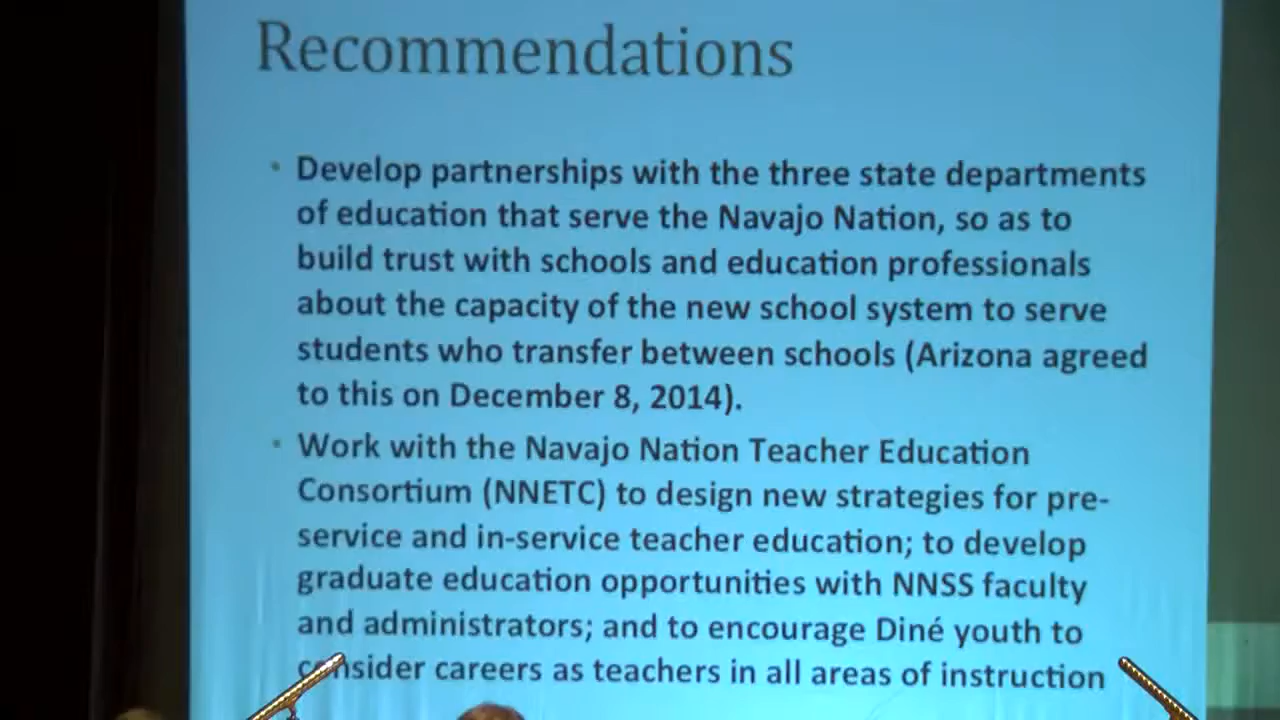 Recommendations
• Develop partnerships with the three state departments
of education that serve the Navajo Nation, so as to
build trust with schools and education professionals
about the capacity of the new school system to serve
students who transfer between schools (Arizona agreed
to this on December 8, 2014).
• Work with the Navajo Nation Teacher Education
Consortium (NNETC) to design new strategies for pre-
service and in-service teacher education; to develop
graduate education opportunities with NNSS faculty
and administrators; and to encourage Diné youth to
consider careers as teachers in all areas of instruction